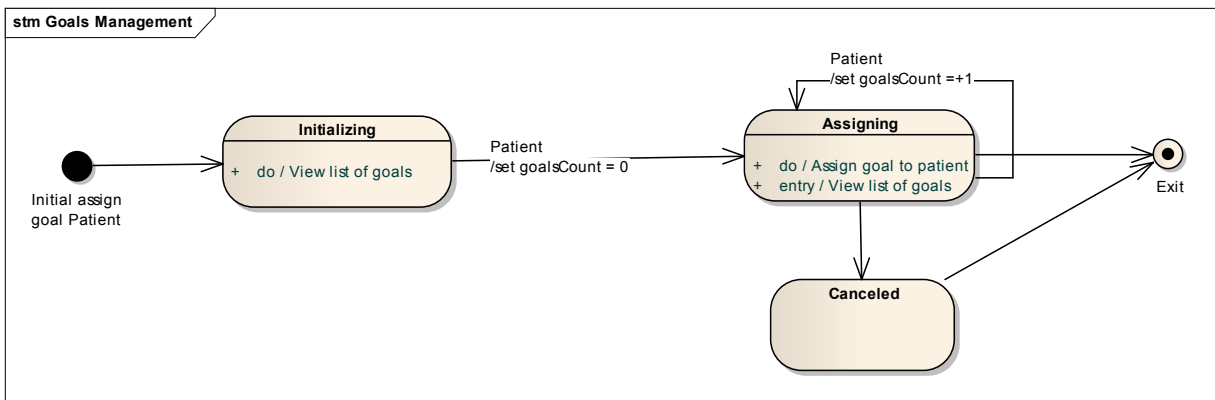 stm Goals Management
Patient
/set goalsCount =+1
Initializing
Assigning
Patient
/set goalsCount = 0
+ do / View list of goals
+ do / Assign goal to patient
+ entry / View list of goals
Initial assign
goal Patient
Exit
Canceled